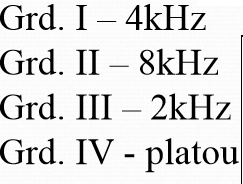 Grd. I – 4kHz
Grd. II – 8kHz
Grd. III – 2kHz
Grd. IV - platou